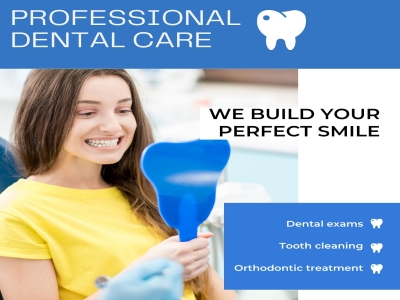 PROFESSIONAL
DENTAL CARE
WE BUILD YOUR
PERFECT SMILE
Dental exams
Tooth cleaning
Orthodontic treatment